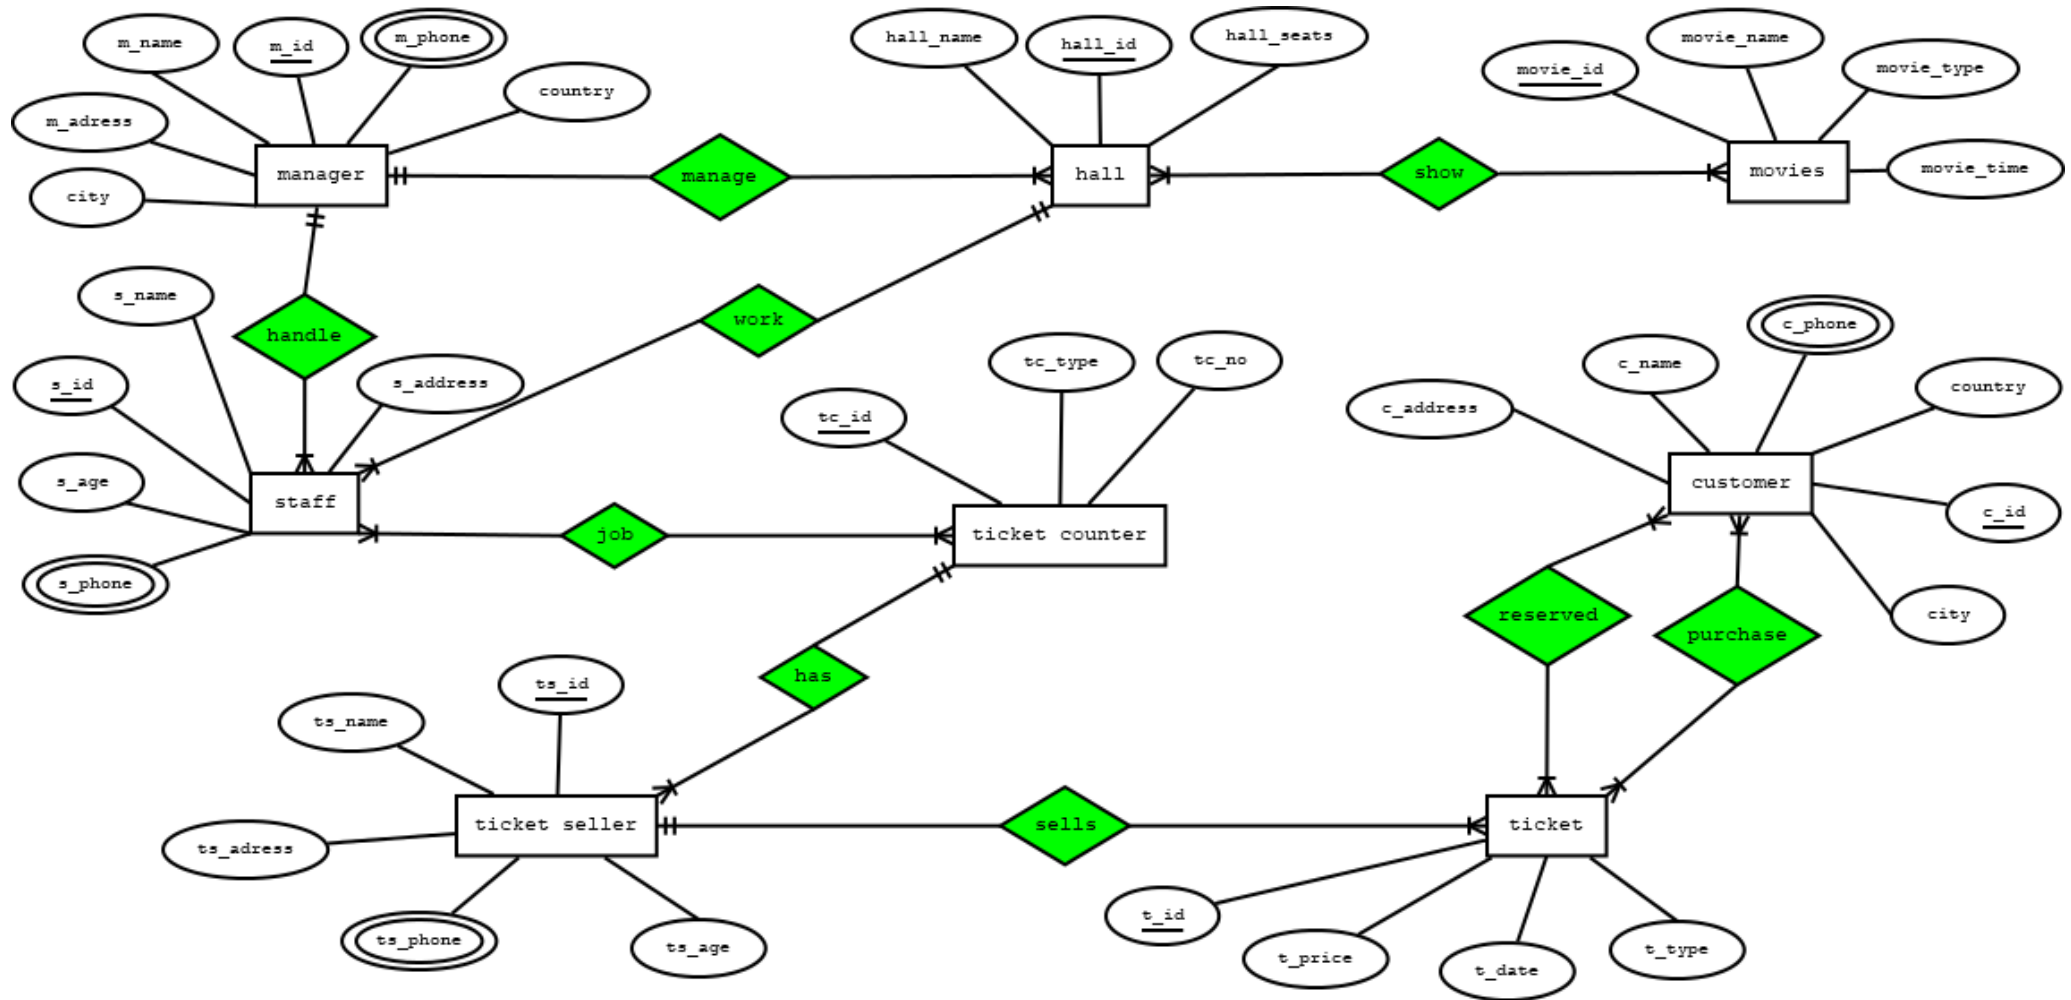 m_name
m_id
m_phone
hall_name
hall_id
hall_seats
movie_name
movie_id
movie_type
m_adress
country
manager
manage
hall
show
movies
movie_time
city
s_name
handle
work
s_id
s_address
tc_type
tc_no
tc_id
c_phone
c_name
country
c_address
s_age
staff
customer
c_id
job
ticket counter
s_phone
reserved
purchase
city
has
ts_id
ts_name
ticket seller
sells
ticket
ts_adress
ts_phone
ts_age
t_id
t_price
t_date
t_type